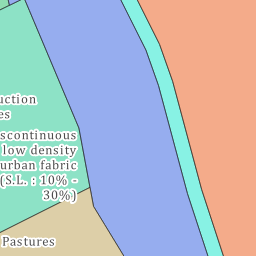 uction
es
scontinuous
low density
urban fabric
(S.L. : 10% -
30%)
Pastures